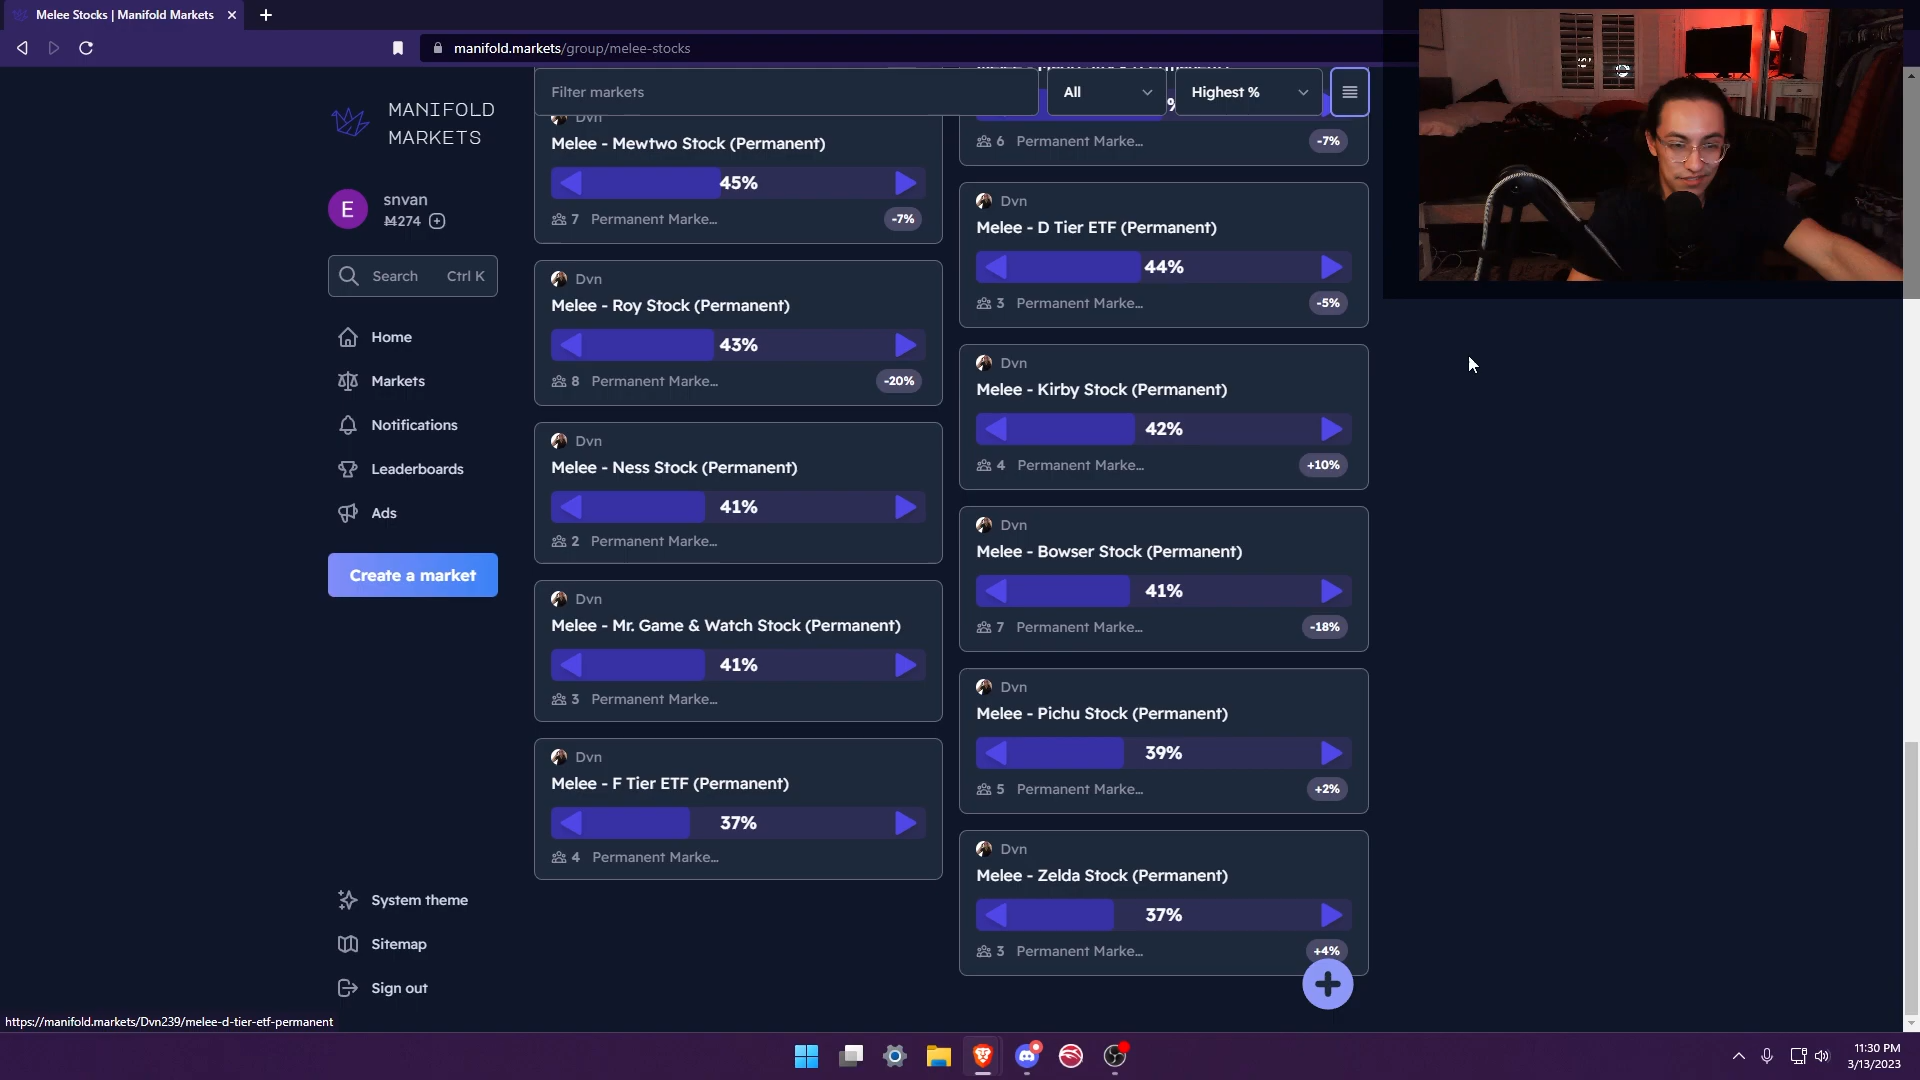 Melee Stocks | Manifold Markets
manifold.markets/group/melee-stocks
MANIFOLD
MARKETS
E
snvan
M274
Search Ctrl K
Home
Markets
Notifications
Leaderboards
Ads
Create a market
System theme
Sitemap
Sign out
https://manifold.markets/Dvn239/melee-d-tier-etf-permanent
Filter markets
All
Highest %
Dvn
Melee - Mewtwo Stock (Permanent)
45%
7 Permanent Marke...
-7%
Dvn
Melee - Roy Stock (Permanent)
43%
8 Permanent Marke...
-20%
Dvn
Melee - Ness Stock (Permanent)
41%
2 Permanent Marke...
Dvn
Melee - Mr. Game & Watch Stock (Permanent)
41%
3 Permanent Marke...
Dvn
Melee - F Tier ETF (Permanent)
37%
4 Permanent Marke...
%
6 Permanent Marke...
-7%
Dvn
Melee - D Tier ETF (Permanent)
44%
3 Permanent Marke...
-5%
Dvn
Melee - Kirby Stock (Permanent)
42%
4 Permanent Marke...
+10%
Dvn
Melee - Bowser Stock (Permanent)
41%
7 Permanent Marke...
-18%
Dvn
Melee - Pichu Stock (Permanent)
39%
5 Permanent Marke...
+2%
Dvn
Melee - Zelda Stock (Permanent)
37%
3 Permanent Marke...
+4%
11:30 PM
3/13/2023